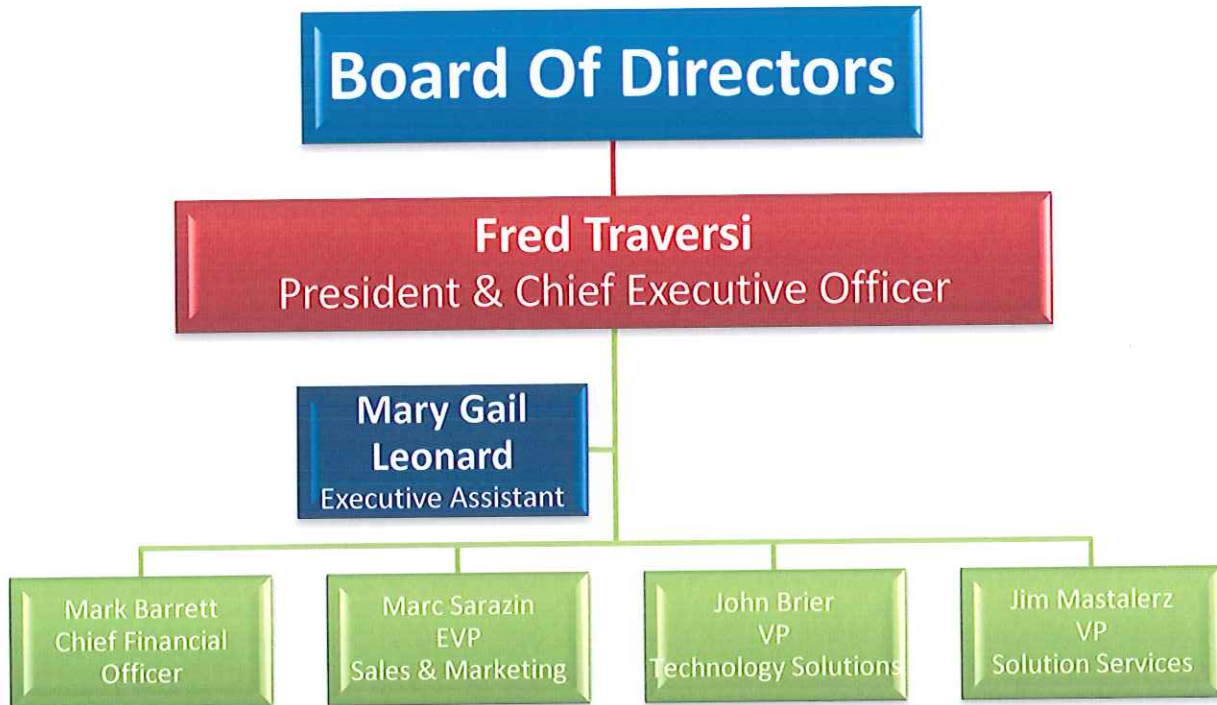 Board Of Directors
Fred Traversi
President & Chief Executive Officer
Mary Gail
Leonard
Executive Assistant
Mark Barrett
Chief Financial
Officer
Marc Sarazin
EVP
Sales & Marketing
John Brier
VP
Technology Solutions
Jim Mastalerz
VP
Solution Services